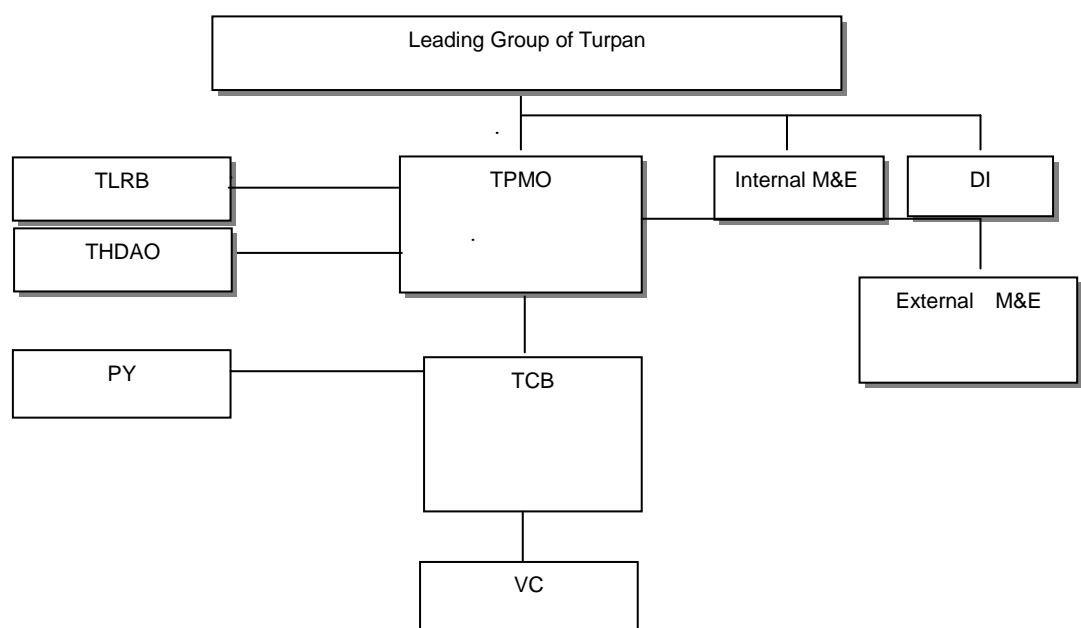 Leading Group of Turpan
TLRB
TPMO
Internal M&E
DI
THDAO
External M&E
PY
TCB
VC